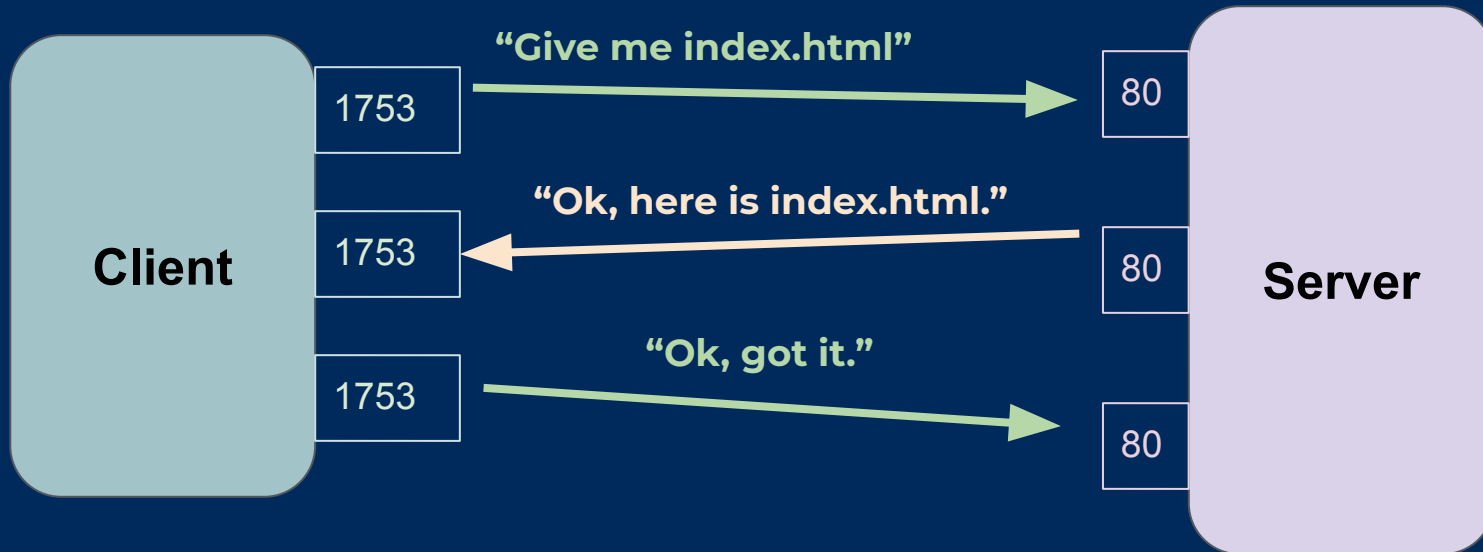 “Give me index.html”
1753
80
“Ok, here is index.html.”
1753
80
Client
Server
“Ok, got it.”
1753
80